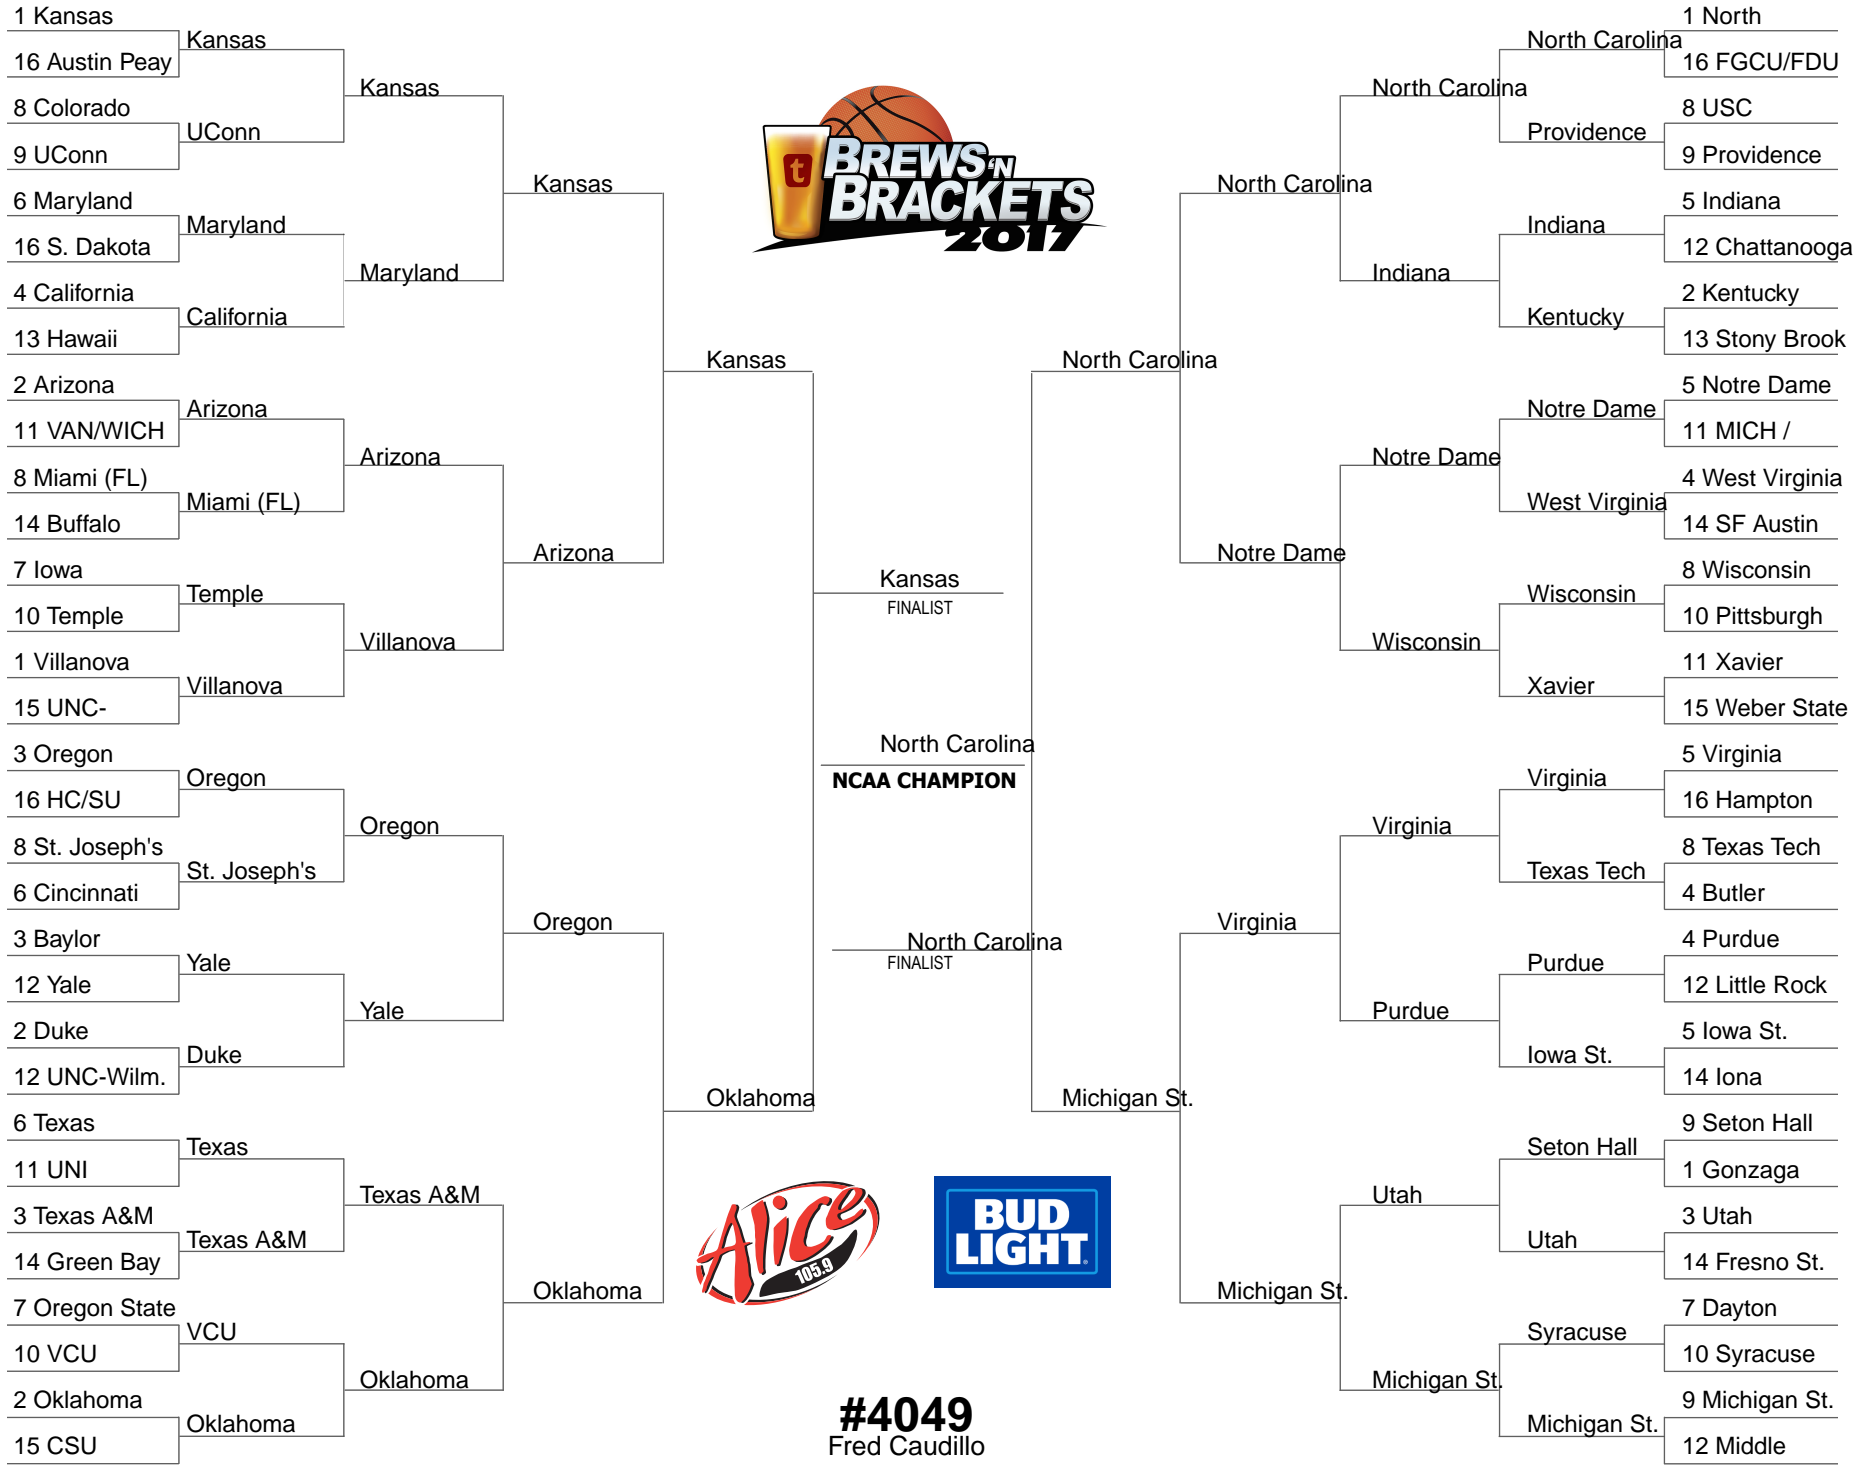 1 Kansas
16 Austin Peay
8 Colorado
9 UConn
6 Maryland
16 S. Dakota
4 California
13 Hawaii
2 Arizona
11 VAN/WICH
8 Miami (FL)
14 Buffalo
7 Iowa
10 Temple
1 Villanova
15 UNC-
3 Oregon
16 HC/SU
8 St. Joseph's
6 Cincinnati
3 Baylor
12 Yale
2 Duke
12 UNC-Wilm.
6 Texas
11 UNI
3 Texas A&M
14 Green Bay
7 Oregon State
10 VCU
2 Oklahoma
15 CSU
Kansas
UConn
Maryland
California
Arizona
Miami (FL)
Temple
Villanova
Oregon
St. Joseph's
Yale
Duke
Texas
Texas A&M
VCU
Oklahoma
Kansas
Maryland
Arizona
Villanova
Oregon
Yale
Texas A&M
Oklahoma
Kansas
Arizona
Oregon
Oklahoma
Kansas
Oklahoma
t
BREWS 'N
BRACKETS
2017
Kansas
FINALIST
North Carolina
NCAA CHAMPION
North Carolina
FINALIST
Alice
105.9
BUD
LIGHT
#4049
Fred Caudillo
North Carolina
Michigan St.
North Carolina
Notre Dame
Virginia
Michigan St.
North Carolina
Indiana
Notre Dame
Wisconsin
Virginia
Purdue
Utah
Michigan St.
North Carolina
Providence
Indiana
Kentucky
Notre Dame
West Virginia
Wisconsin
Xavier
Virginia
Texas Tech
Purdue
Iowa St.
Seton Hall
Utah
Syracuse
Michigan St.
1 North
16 FGCU/FDU
8 USC
9 Providence
5 Indiana
12 Chattanooga
2 Kentucky
13 Stony Brook
5 Notre Dame
11 MICH /
4 West Virginia
14 SF Austin
8 Wisconsin
10 Pittsburgh
11 Xavier
15 Weber State
5 Virginia
16 Hampton
8 Texas Tech
4 Butler
4 Purdue
12 Little Rock
5 Iowa St.
14 Iona
9 Seton Hall
1 Gonzaga
3 Utah
14 Fresno St.
7 Dayton
10 Syracuse
9 Michigan St.
12 Middle